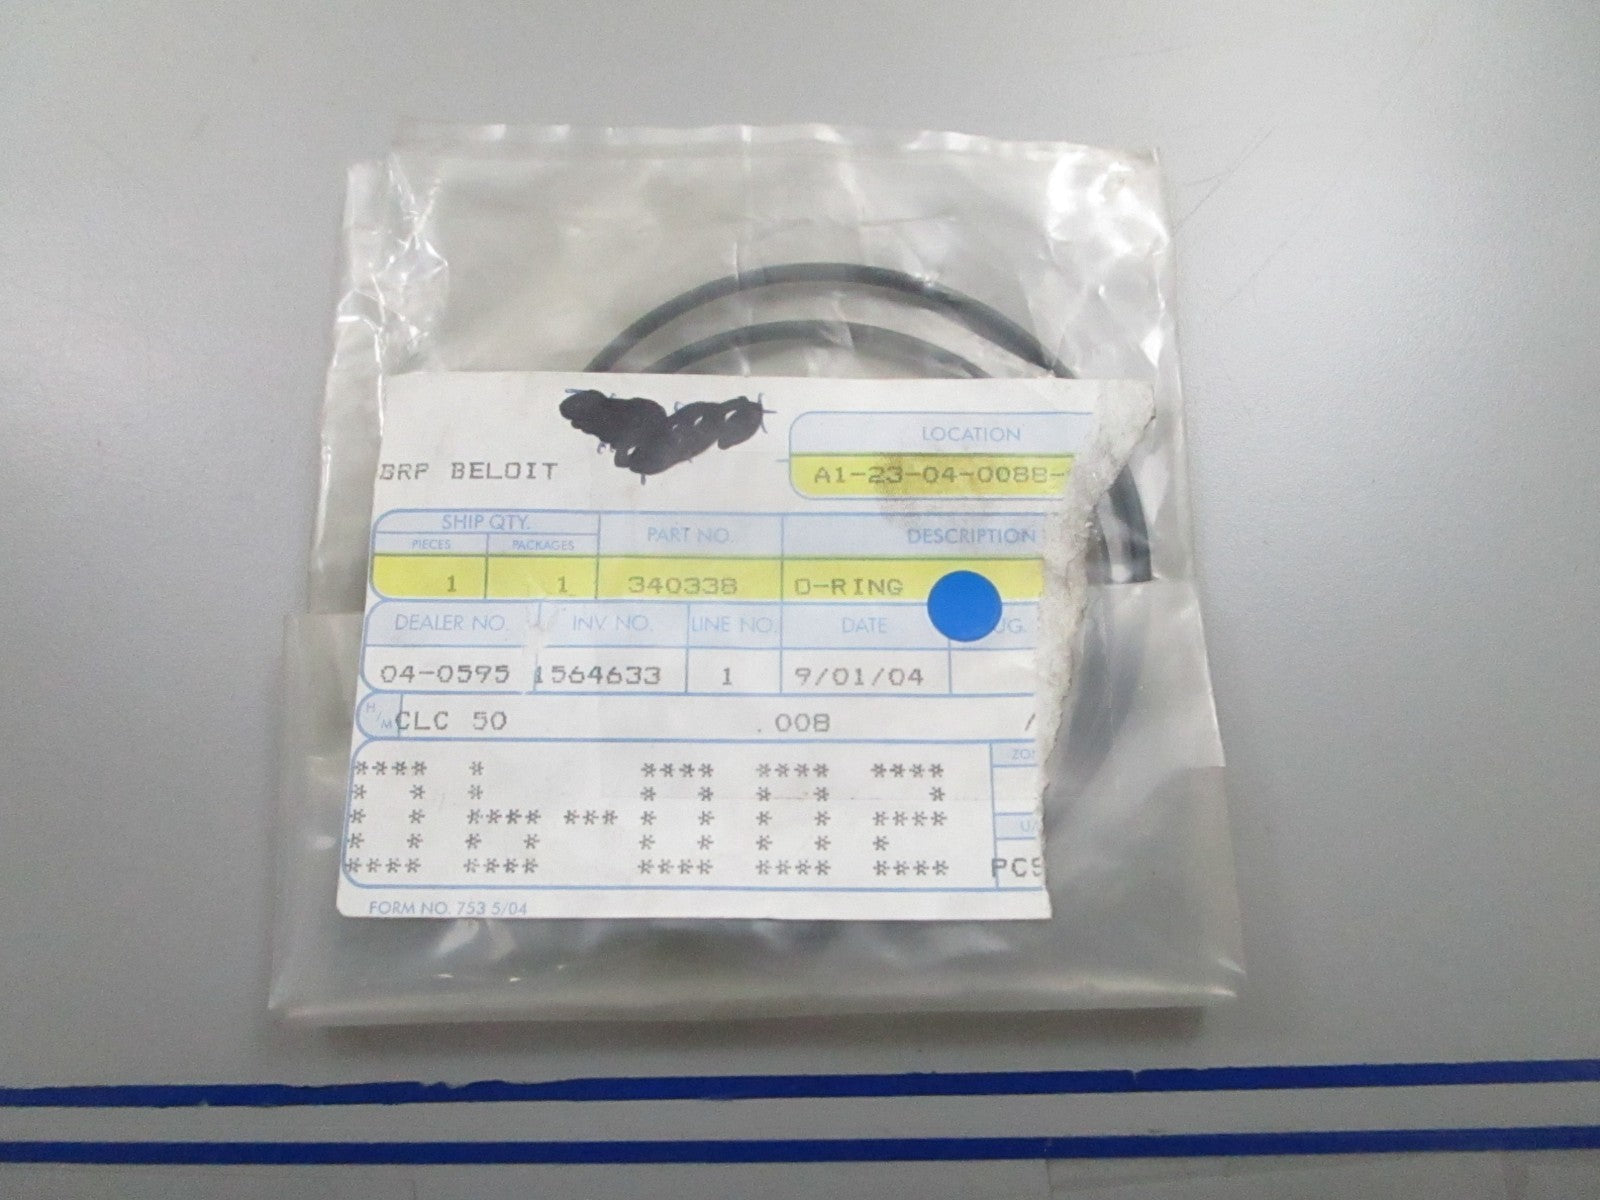 BRP BELOIT
LOCATION
A1-23-04-0088-
SHIP QTY.
PIECES PACKAGES PART NO. DESCRIPTION
1 1 340338 O-RING
DEALER NO. INV NO. LINE NO. DATE
04-0595 1564633 1 9/01/04
H/M CLC 50 .008 /
**** * **** **** ****
* * * * * * * *
* * **** *** * * * * ****
* * * * * * * * *
**** **** **** **** ****
PCS
FORM NO. 753 5/04